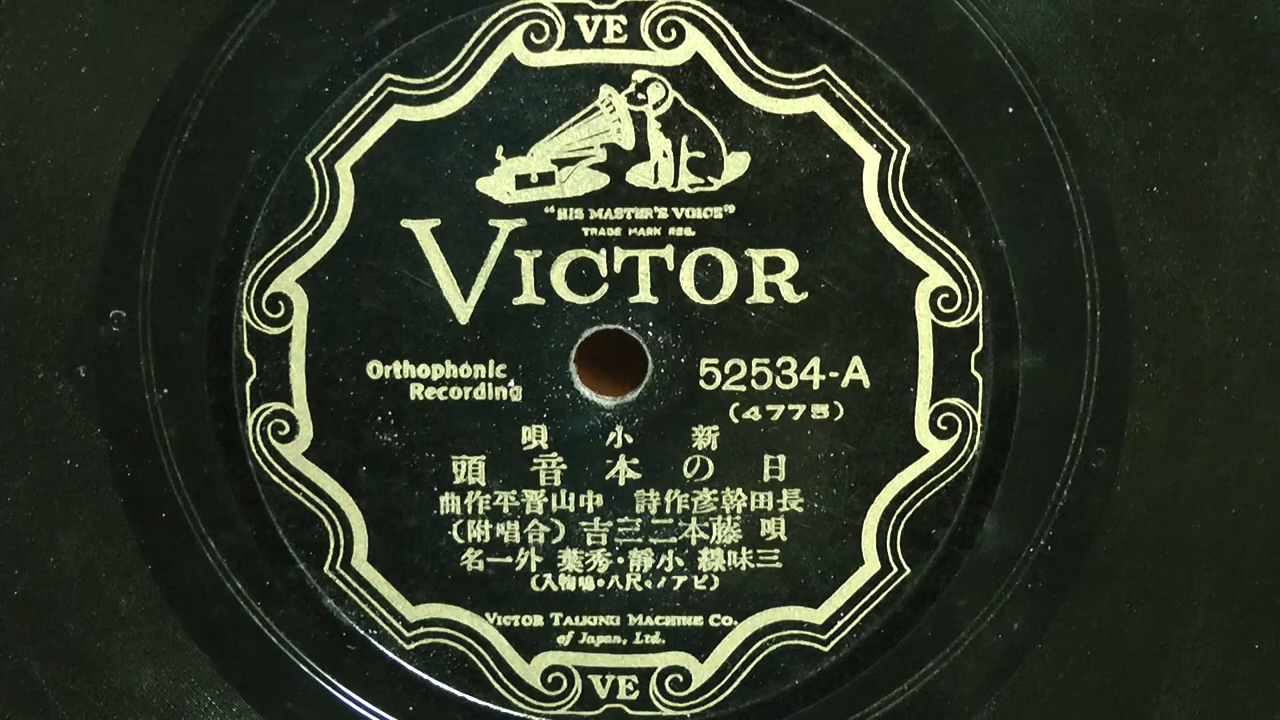 VE
"HIS MASTER'S VOICE"
TRADE MARK REG.
VICTOR
Orthophonic
Recording
52534-A
(4775)
新小唄
日の本音頭
長田幹彦作詩 中山晋平作曲
唄 藤本二三吉(合唱附)
三味線 小靜・秀葉 外一名
(ピアノ・尺八・鳴物入)
VICTOR TALKING MACHINE CO.
of Japan, Ltd.
VE